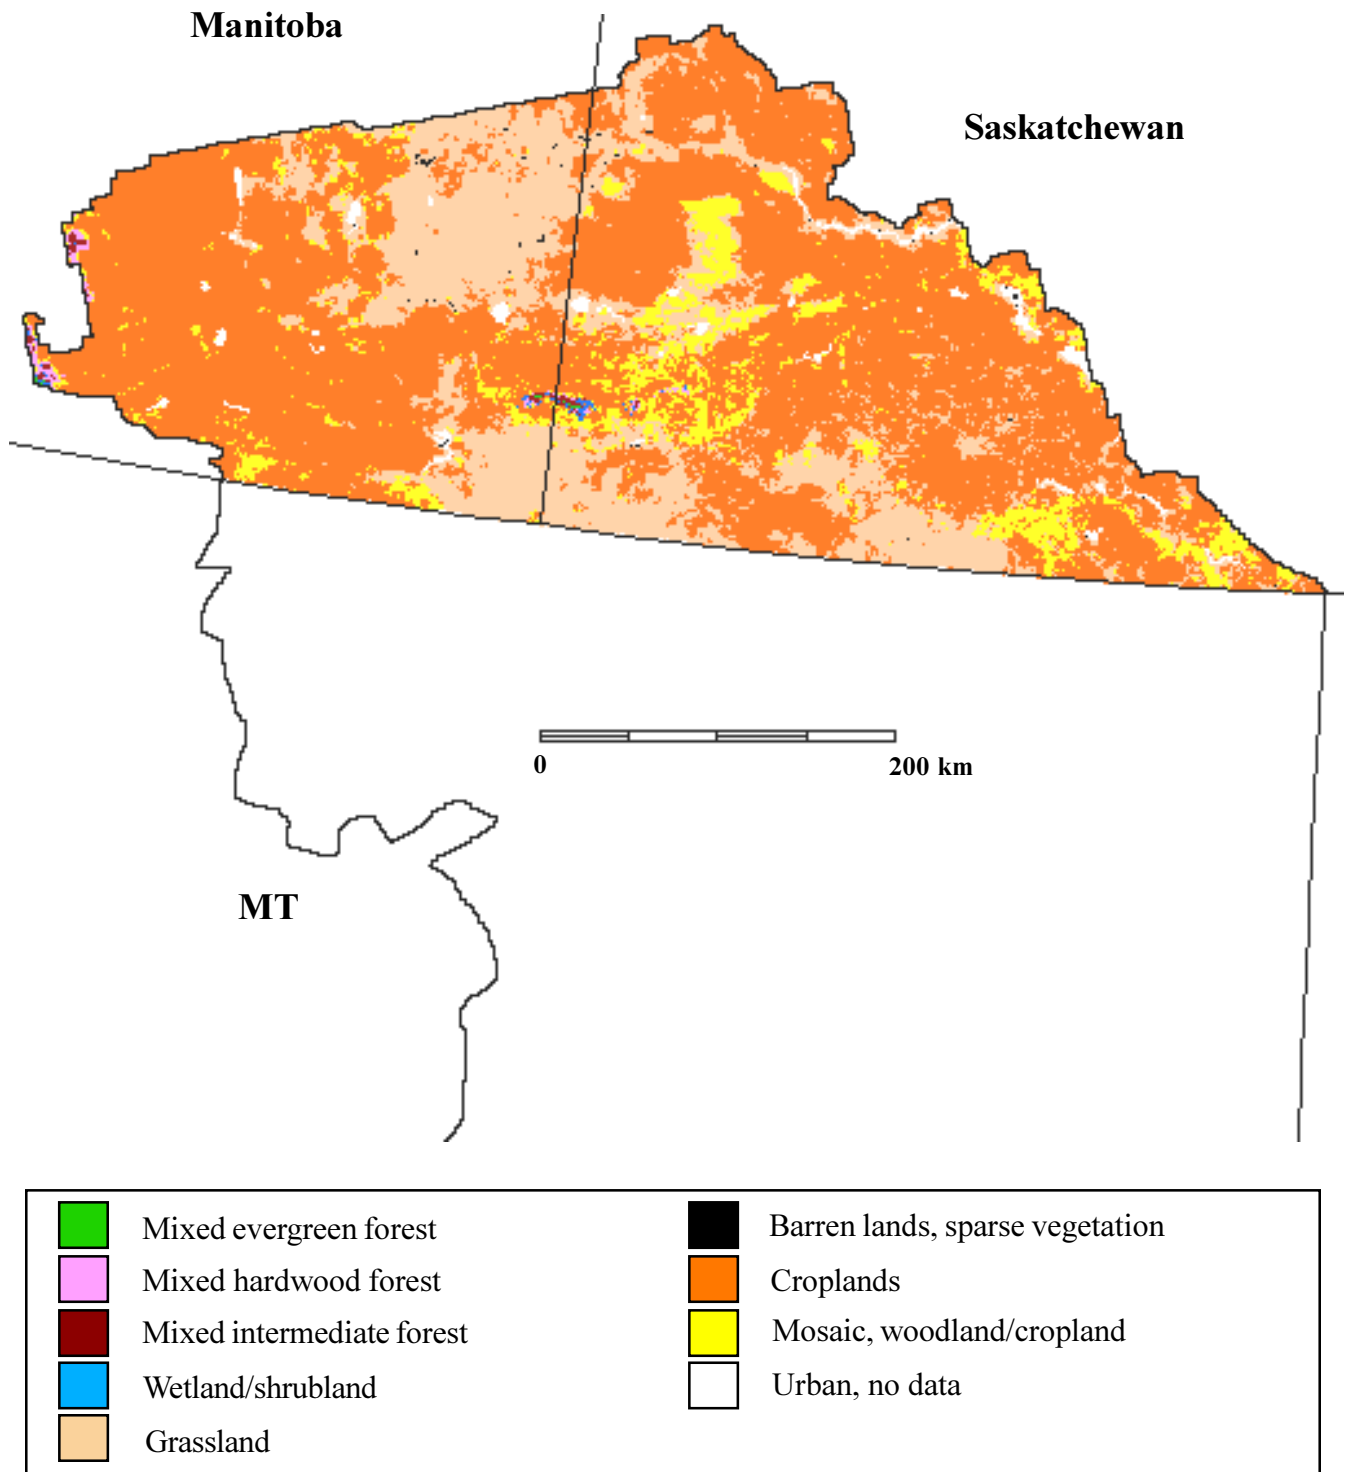 Manitoba
Saskatchewan
0
200 km
MT
Mixed evergreen forest
Mixed hardwood forest
Mixed intermediate forest
Wetland/shrubland
Grassland
Barren lands, sparse vegetation
Croplands
Mosaic, woodland/cropland
Urban, no data